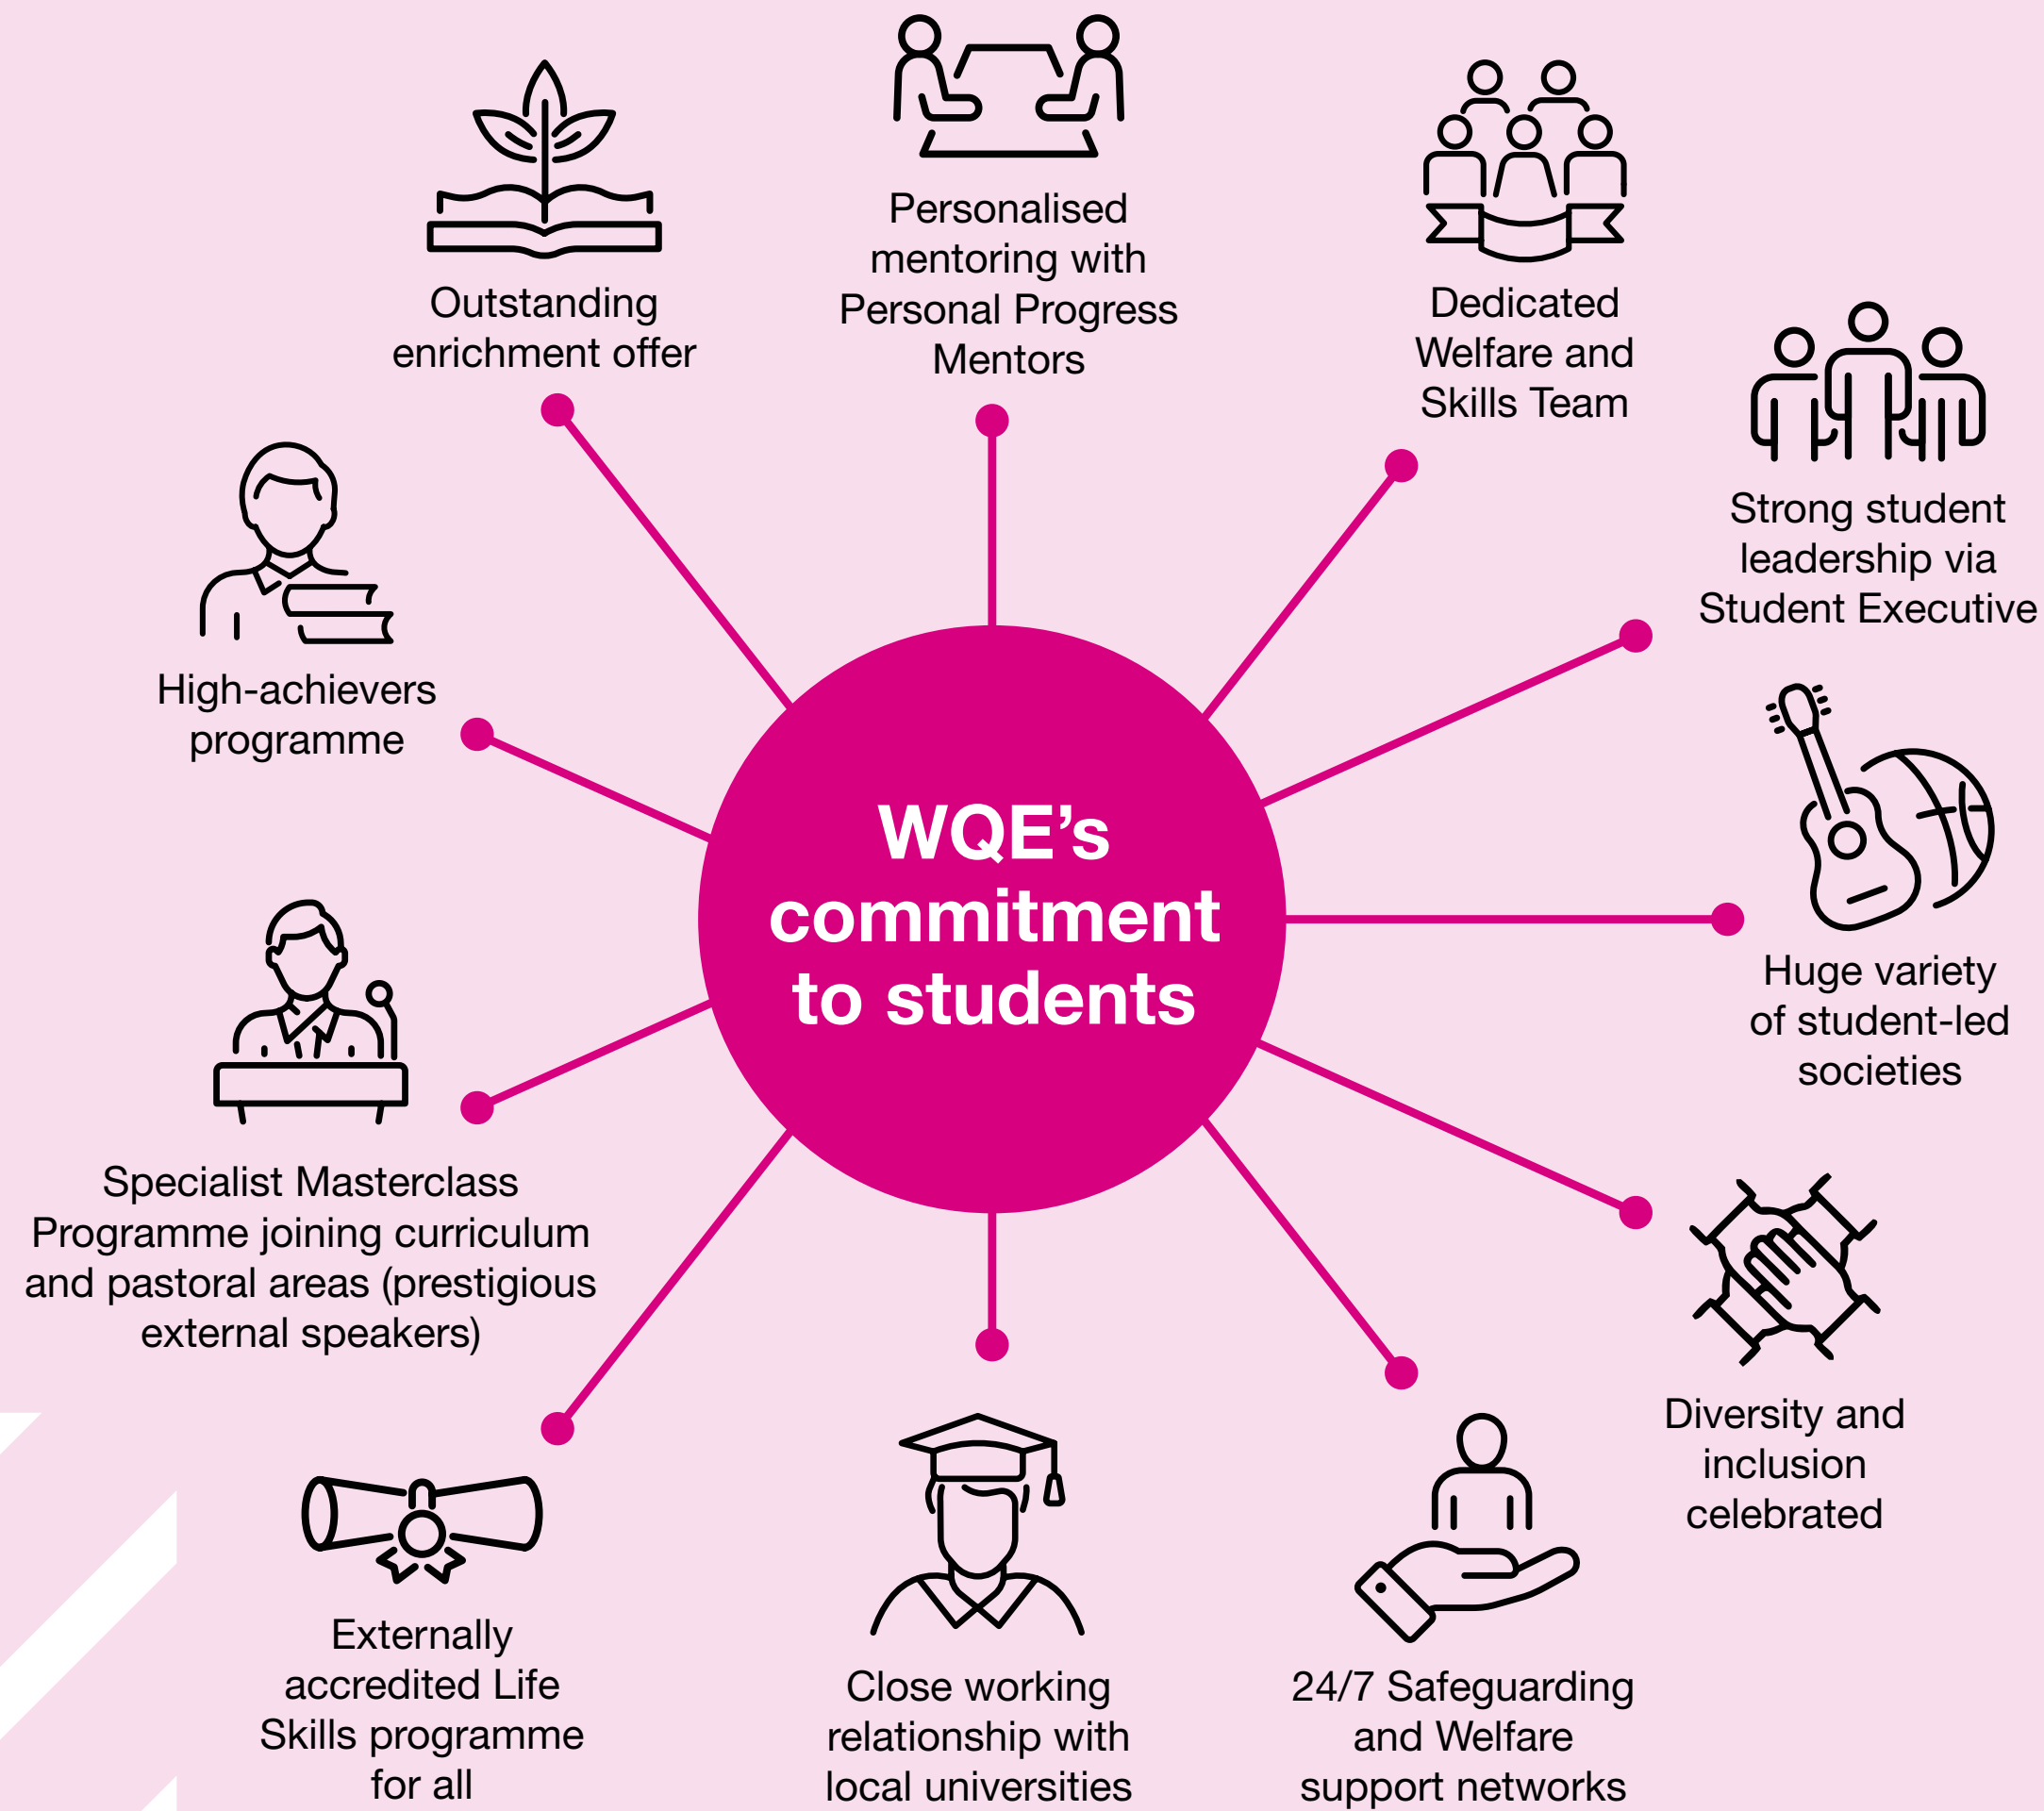 WQE’s
commitment
to students
Personalised
mentoring with
Personal Progress
Mentors
Dedicated
Welfare and
Skills Team
Strong student
leadership via
Student Executive
Huge variety
of student-led
societies
Diversity and
inclusion
celebrated
24/7 Safeguarding
and Welfare
support networks
Close working
relationship with
local universities
Externally
accredited Life
Skills programme
for all
Specialist Masterclass
Programme joining curriculum
and pastoral areas (prestigious
external speakers)
High-achievers
programme
Outstanding
enrichment offer